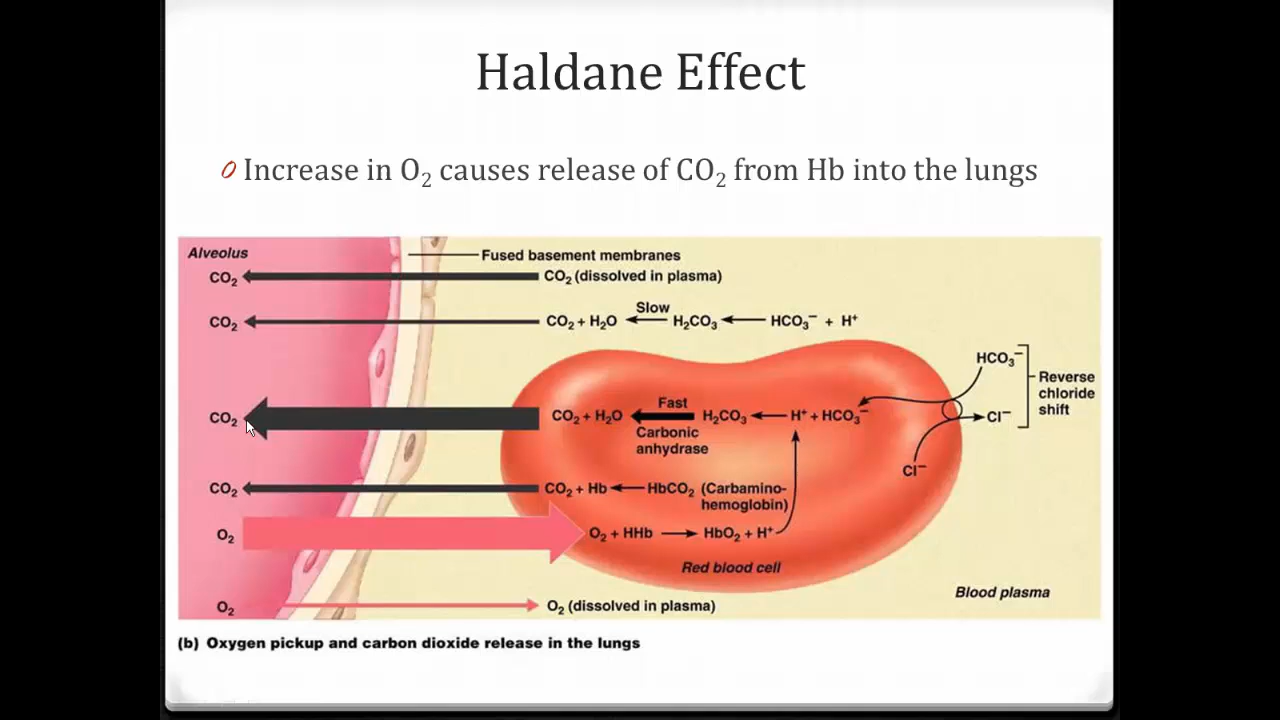 Haldane Effect
Increase in O₂ causes release of CO₂ from Hb into the lungs
Alveolus
Fused basement membranes
CO₂ CO₂ (dissolved in plasma)
Slow
CO₂ CO₂ + H₂O H₂CO₃ HCO₃⁻ + H⁺
HCO₃⁻
Reverse
chloride
shift
Fast
CO₂ CO₂ + H₂O H₂CO₃ H⁺ + HCO₃⁻ Cl⁻
Carbonic
anhydrase
Cl⁻
CO₂ CO₂ + Hb HbCO₂ (Carbamino-
hemoglobin)
O₂ O₂ + HHb HbO₂ + H⁺
Red blood cell
Blood plasma
O₂ O₂ (dissolved in plasma)
(b) Oxygen pickup and carbon dioxide release in the lungs